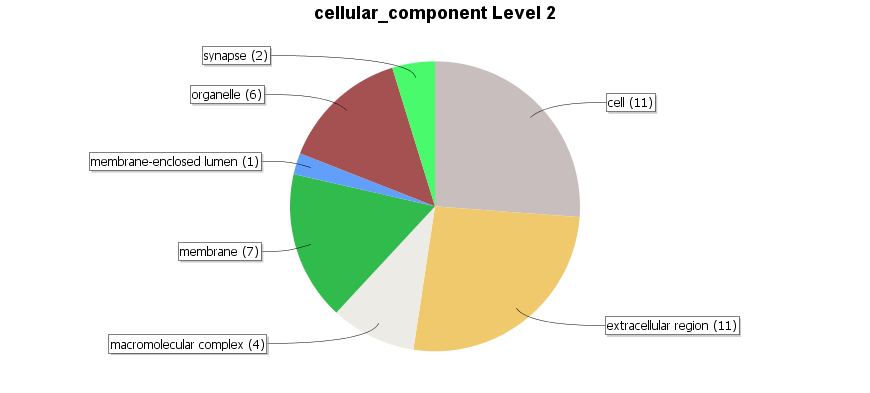 cellular_component Level 2
synapse (2)
organelle (6)
cell (11)
membrane-enclosed lumen (1)
membrane (7)
extracellular region (11)
macromolecular complex (4)